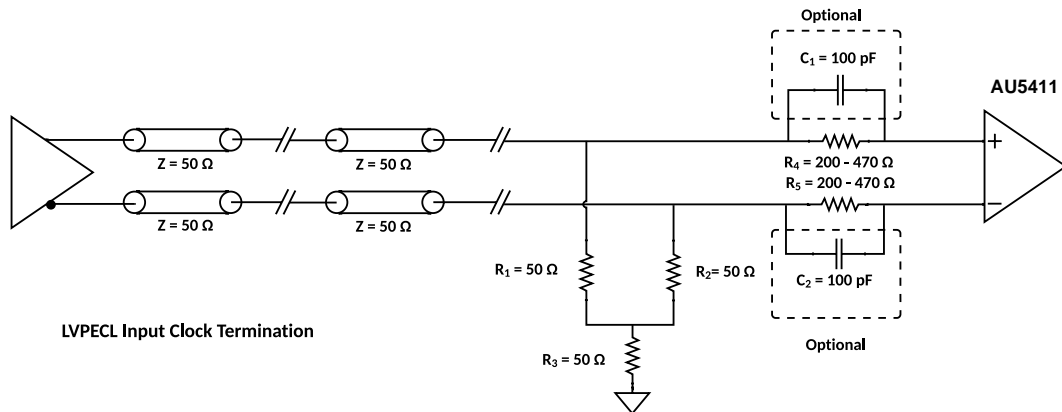 Optional
C1 = 100 pF
AU5411
Z = 50 Ω
Z = 50 Ω
R4 = 200 - 470 Ω
R5 = 200 - 470 Ω
Z = 50 Ω
Z = 50 Ω
R1 = 50 Ω
R2= 50 Ω
C2 = 100 pF
LVPECL Input Clock Termination
Optional
R3 = 50 Ω